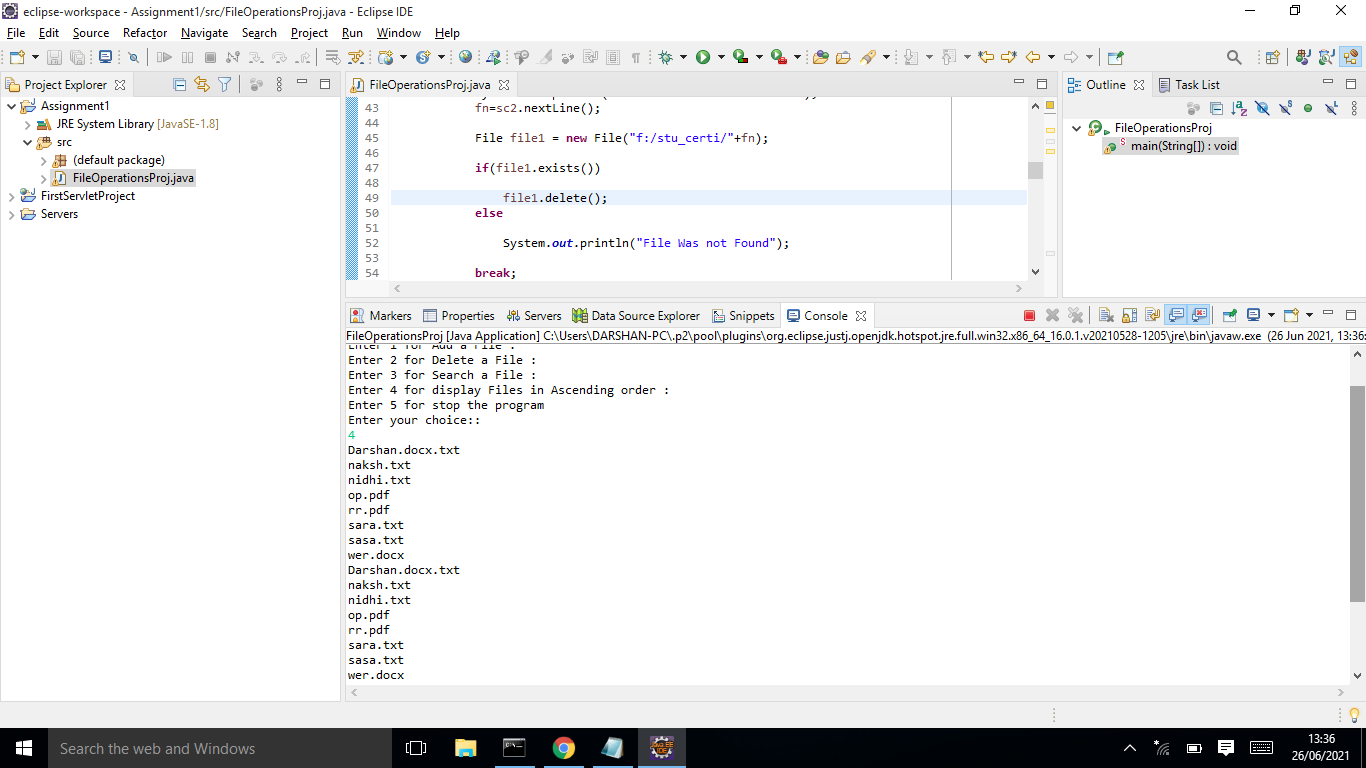 eclipse-workspace - Assignment1/src/FileOperationsProj.java - Eclipse IDE
File Edit Source Refactor Navigate Search Project Run Window Help
Project Explorer
Assignment1
JRE System Library [JavaSE-1.8]
src
(default package)
FileOperationsProj.java
FirstServletProject
Servers
FileOperationsProj.java
43 fn=sc2.nextLine();
44
45 File file1 = new File("f:/stu_certi/"+fn);
46
47 if(file1.exists())
48
49 file1.delete();
50 else
51
52 System.out.println("File Was not Found");
53
54 break;
Outline Task List
FileOperationsProj
main(String[]) : void
Markers Properties Servers Data Source Explorer Snippets Console
FileOperationsProj [Java Application] C:\Users\DARSHAN-PC\.p2\pool\plugins\org.eclipse.justj.openjdk.hotspot.jre.full.win32.x86_64_16.0.1.v20210528-1205\jre\bin\javaw.exe (26 Jun 2021, 13:36:
Enter 1 for Add a File :
Enter 2 for Delete a File :
Enter 3 for Search a File :
Enter 4 for display Files in Ascending order :
Enter 5 for stop the program
Enter your choice::
4
Darshan.docx.txt
naksh.txt
nidhi.txt
op.pdf
rr.pdf
sara.txt
sasa.txt
wer.docx
Darshan.docx.txt
naksh.txt
nidhi.txt
op.pdf
rr.pdf
sara.txt
sasa.txt
wer.docx
Search the web and Windows
13:36
26/06/2021